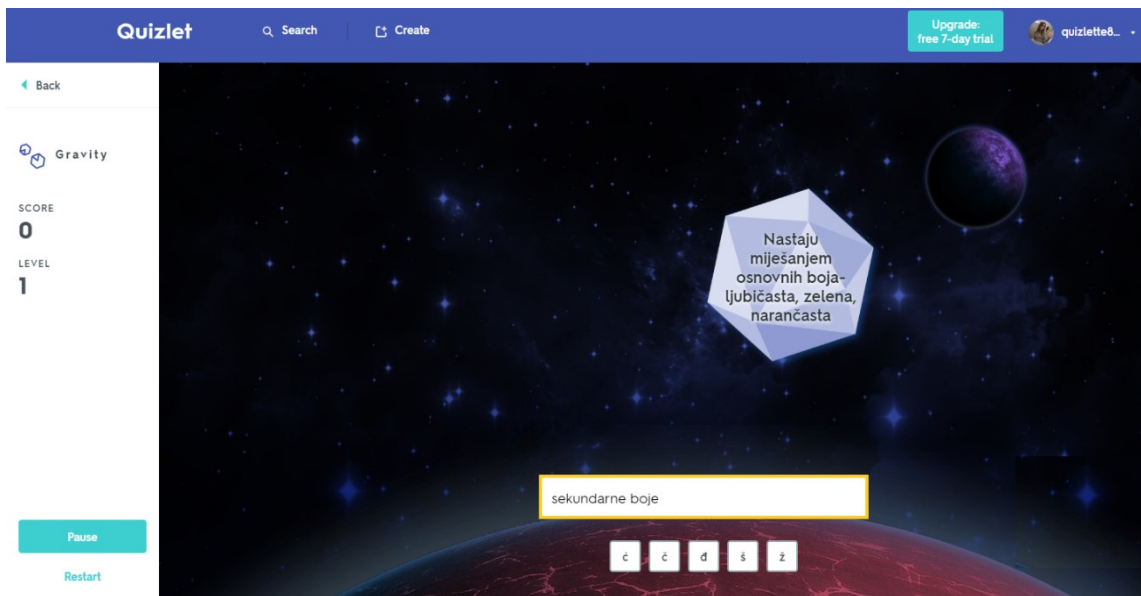 Quizlet
Search
Create
Upgrade:
free 7-day trial
quizlette8...
Back
Gravity
SCORE
0
LEVEL
1
Nastaju
miješanjem
osnovnih boja-
ljubičasta, zelena,
narančasta
sekundarne boje
ć č đ š ž
Pause
Restart